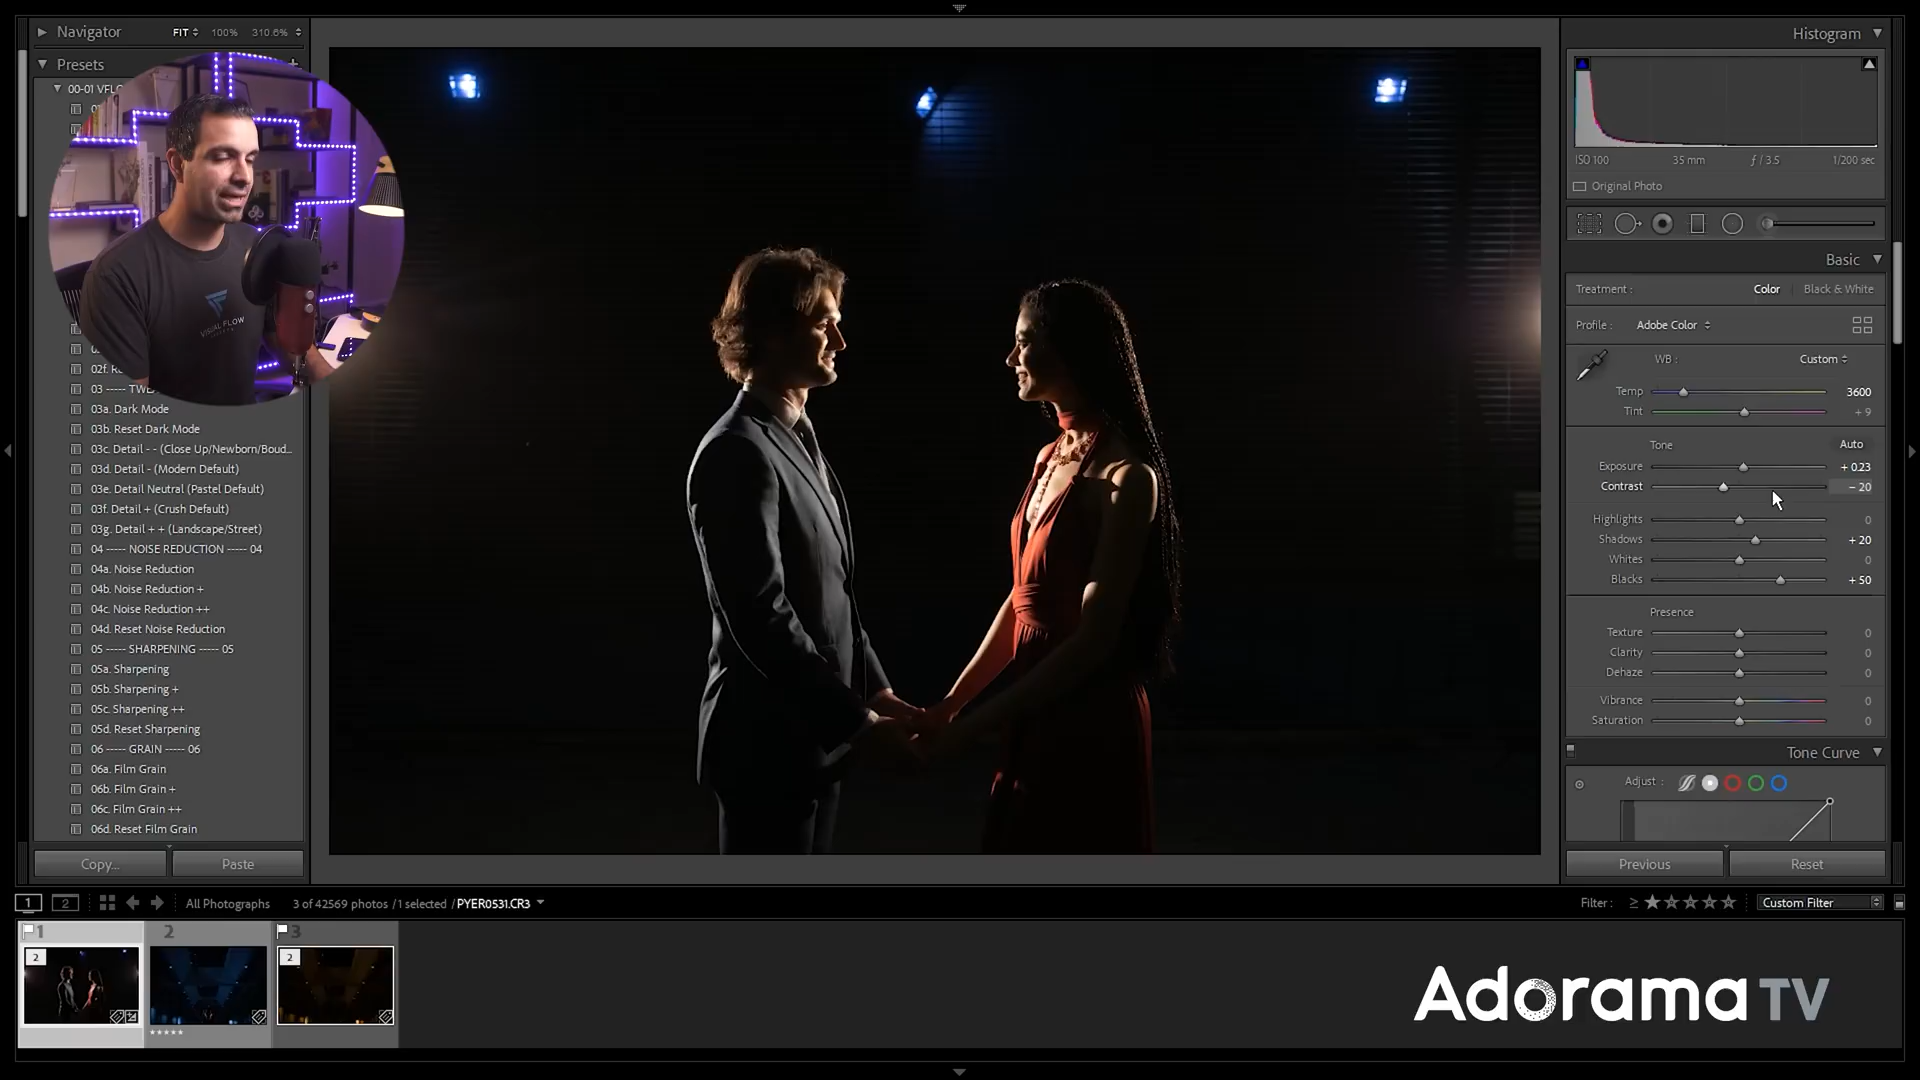 Navigator FIT 100% 310.6%
Presets
00-01 VFLO
02f. R
03 ----- TWE
03a. Dark Mode
03b. Reset Dark Mode
03c. Detail - - (Close Up/Newborn/Boud...
03d. Detail - (Modern Default)
03e. Detail Neutral (Pastel Default)
03f. Detail + (Crush Default)
03g. Detail + + (Landscape/Street)
04 ----- NOISE REDUCTION ----- 04
04a. Noise Reduction
04b. Noise Reduction +
04c. Noise Reduction ++
04d. Reset Noise Reduction
05 ----- SHARPENING ----- 05
05a. Sharpening
05b. Sharpening +
05c. Sharpening ++
05d. Reset Sharpening
06 ----- GRAIN ----- 06
06a. Film Grain
06b. Film Grain +
06c. Film Grain ++
06d. Reset Film Grain
Copy... Paste
VISUAL FLOW
Histogram
ISO 100 35 mm ƒ / 3.5 1/200 sec
Original Photo
Basic
Treatment : Color Black & White
Profile : Adobe Color
WB : Custom
Temp 3600
Tint + 9
Tone Auto
Exposure + 0.23
Contrast – 20
Highlights 0
Shadows + 20
Whites 0
Blacks + 50
Presence
Texture 0
Clarity 0
Dehaze 0
Vibrance 0
Saturation 0
Tone Curve
Adjust :
Previous Reset
1 2 All Photographs 3 of 42569 photos / 1 selected / PYER0531.CR3 Filter : ≥ ★★★★★ Custom Filter
1 2 3
2 2
★★★★★
Adorama TV